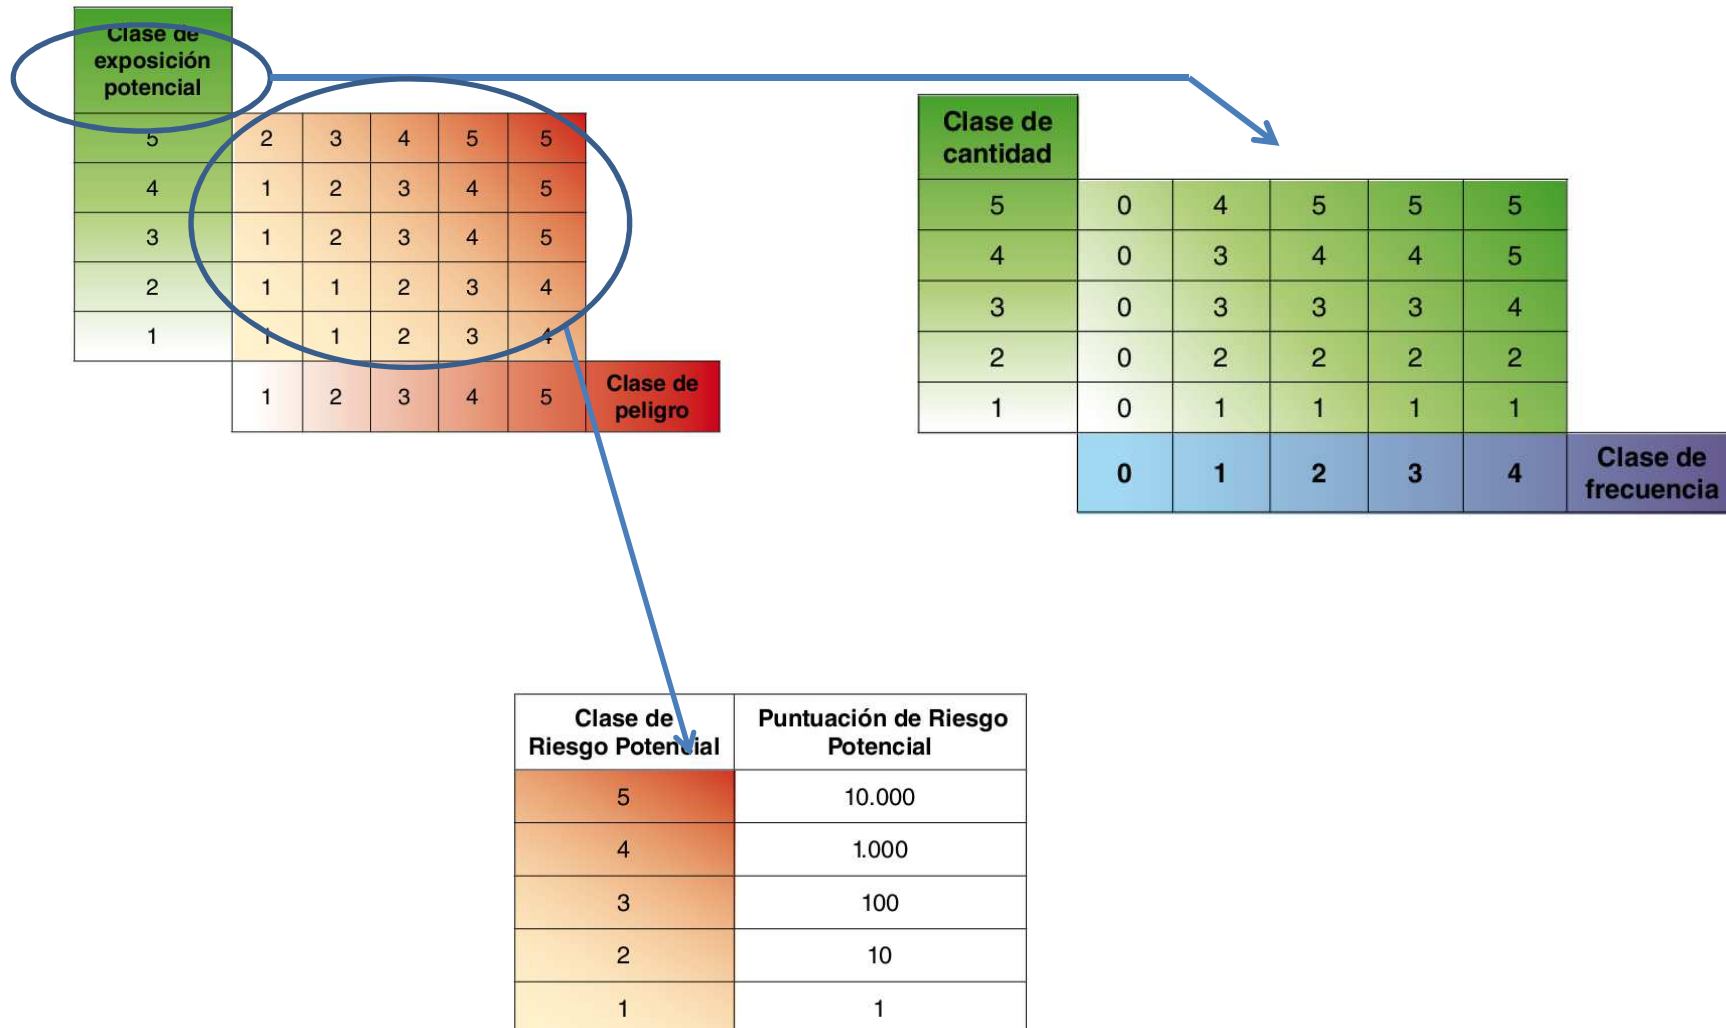 Clase de
exposición
potencial
5 2 3 4 5 5
4 1 2 3 4 5
3 1 2 3 4 5
2 1 1 2 3 4
1 1 1 2 3 4
1 2 3 4 5 Clase de
peligro
Clase de
cantidad
5 0 4 5 5 5
4 0 3 4 4 5
3 0 3 3 3 4
2 0 2 2 2 2
1 0 1 1 1 1
0 1 2 3 4 Clase de
frecuencia
Clase de Puntuación de Riesgo
Riesgo Potencial Potencial
5 10.000
4 1.000
3 100
2 10
1 1